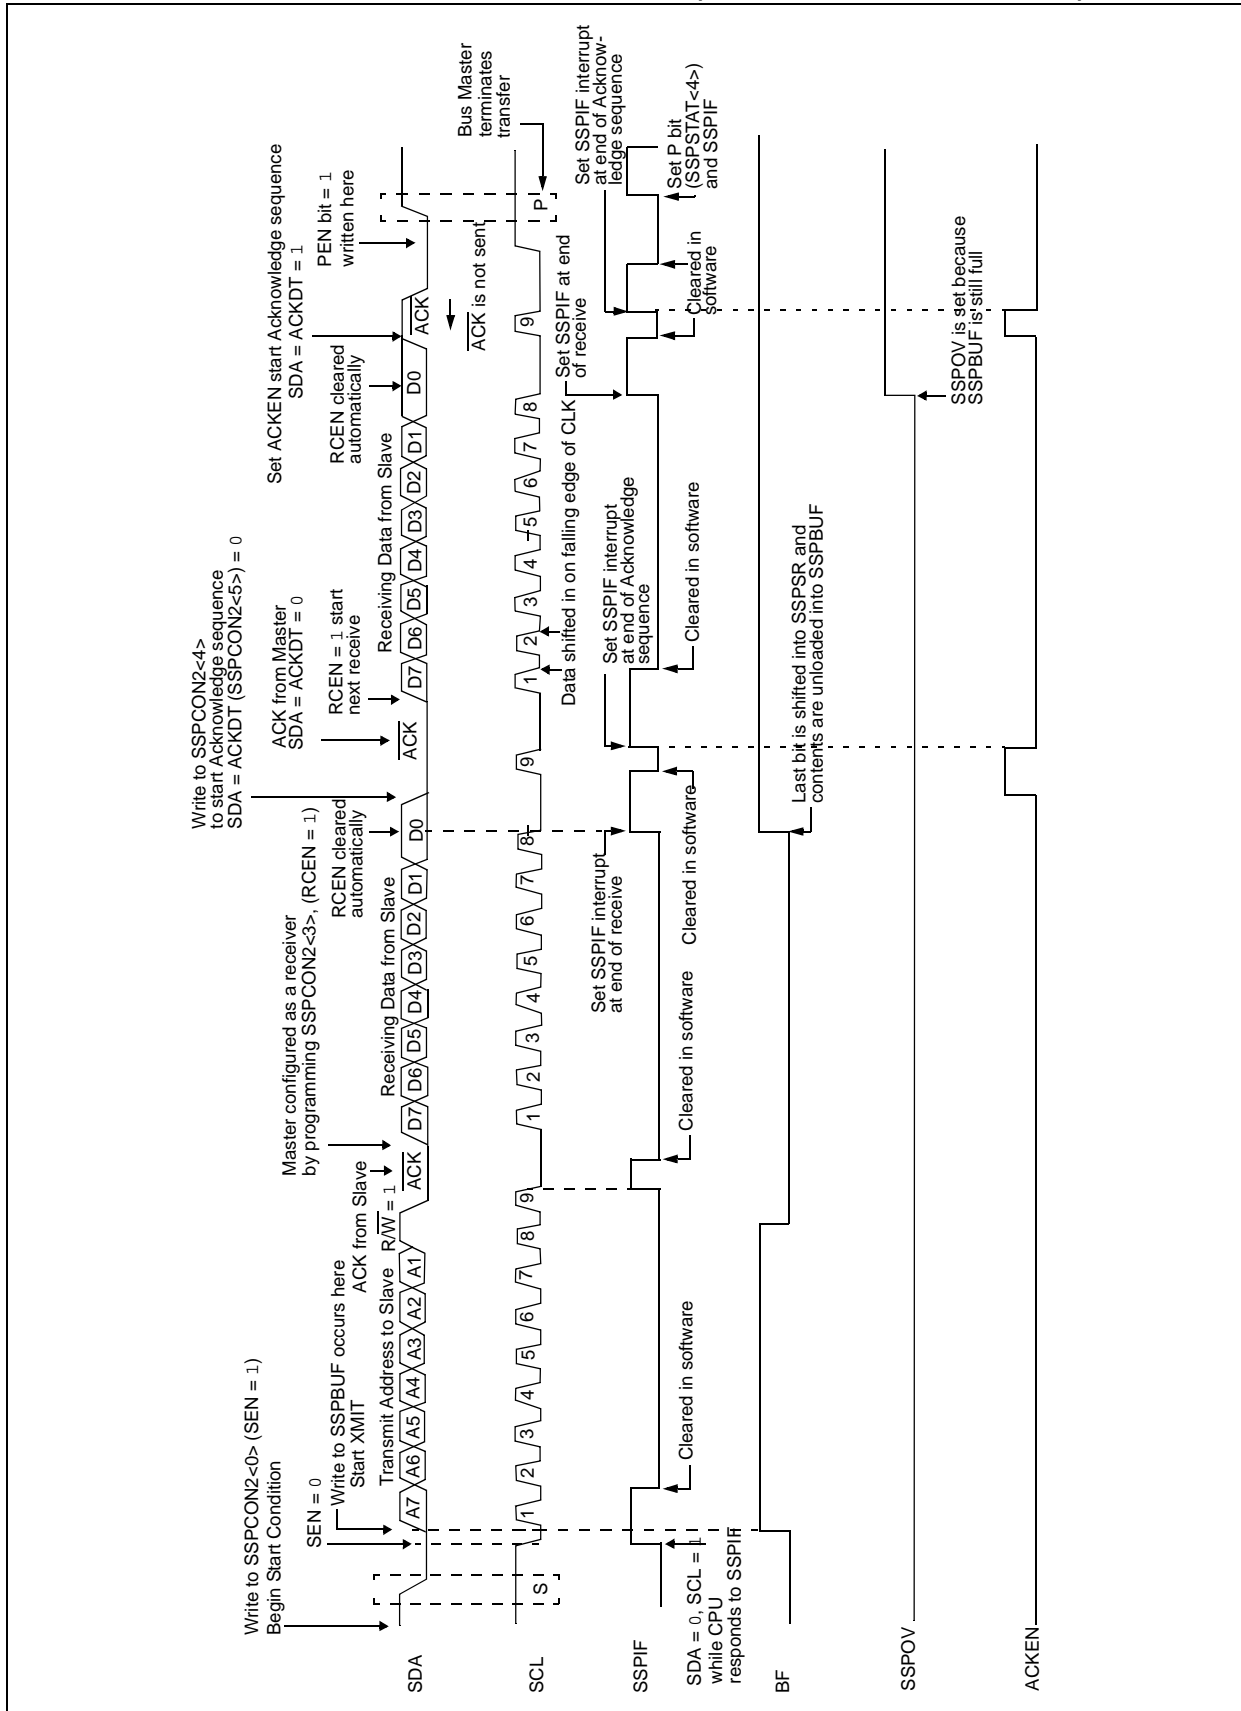 Write to SSPCON2<0> (SEN = 1)
Begin Start Condition
SEN = 0
Write to SSPBUF occurs here
Start XMIT
ACK from Slave
Master configured as a receiver
by programming SSPCON2<3>, (RCEN = 1)
RCEN cleared
automatically
Write to SSPCON2<4>
to start Acknowledge sequence
SDA = ACKDT (SSPCON2<5>) = 0
ACK from Master
SDA = ACKDT = 0
RCEN = 1 start
next receive
Set ACKEN start Acknowledge sequence
SDA = ACKDT = 1
RCEN cleared
automatically
PEN bit = 1
written here
Transmit Address to Slave
R/W = 1
Receiving Data from Slave
Receiving Data from Slave
SDA
A7 A6 A5 A4 A3 A2 A1
ACK
D7 D6 D5 D4 D3 D2 D1 D0
ACK
D7 D6 D5 D4 D3 D2 D1 D0
ACK
ACK is not sent
Bus Master
terminates
transfer
SCL
S
1 2 3 4 5 6 7 8 9
1 2 3 4 5 6 7 8 9
1 2 3 4 5 6 7 8 9
P
Data shifted in on falling edge of CLK
Set SSPIF interrupt
at end of receive
Set SSPIF interrupt
at end of Acknowledge
sequence
Set SSPIF at end
of receive
Set SSPIF interrupt
at end of Acknow-
ledge sequence
SSPIF
Cleared in software
Cleared in software
Cleared in software
Cleared in software
Cleared in
software
Set P bit
(SSPSTAT<4>)
and SSPIF
SDA = 0, SCL = 1
while CPU
responds to SSPIF
BF
Last bit is shifted into SSPSR and
contents are unloaded into SSPBUF
SSPOV
SSPOV is set because
SSPBUF is still full
ACKEN